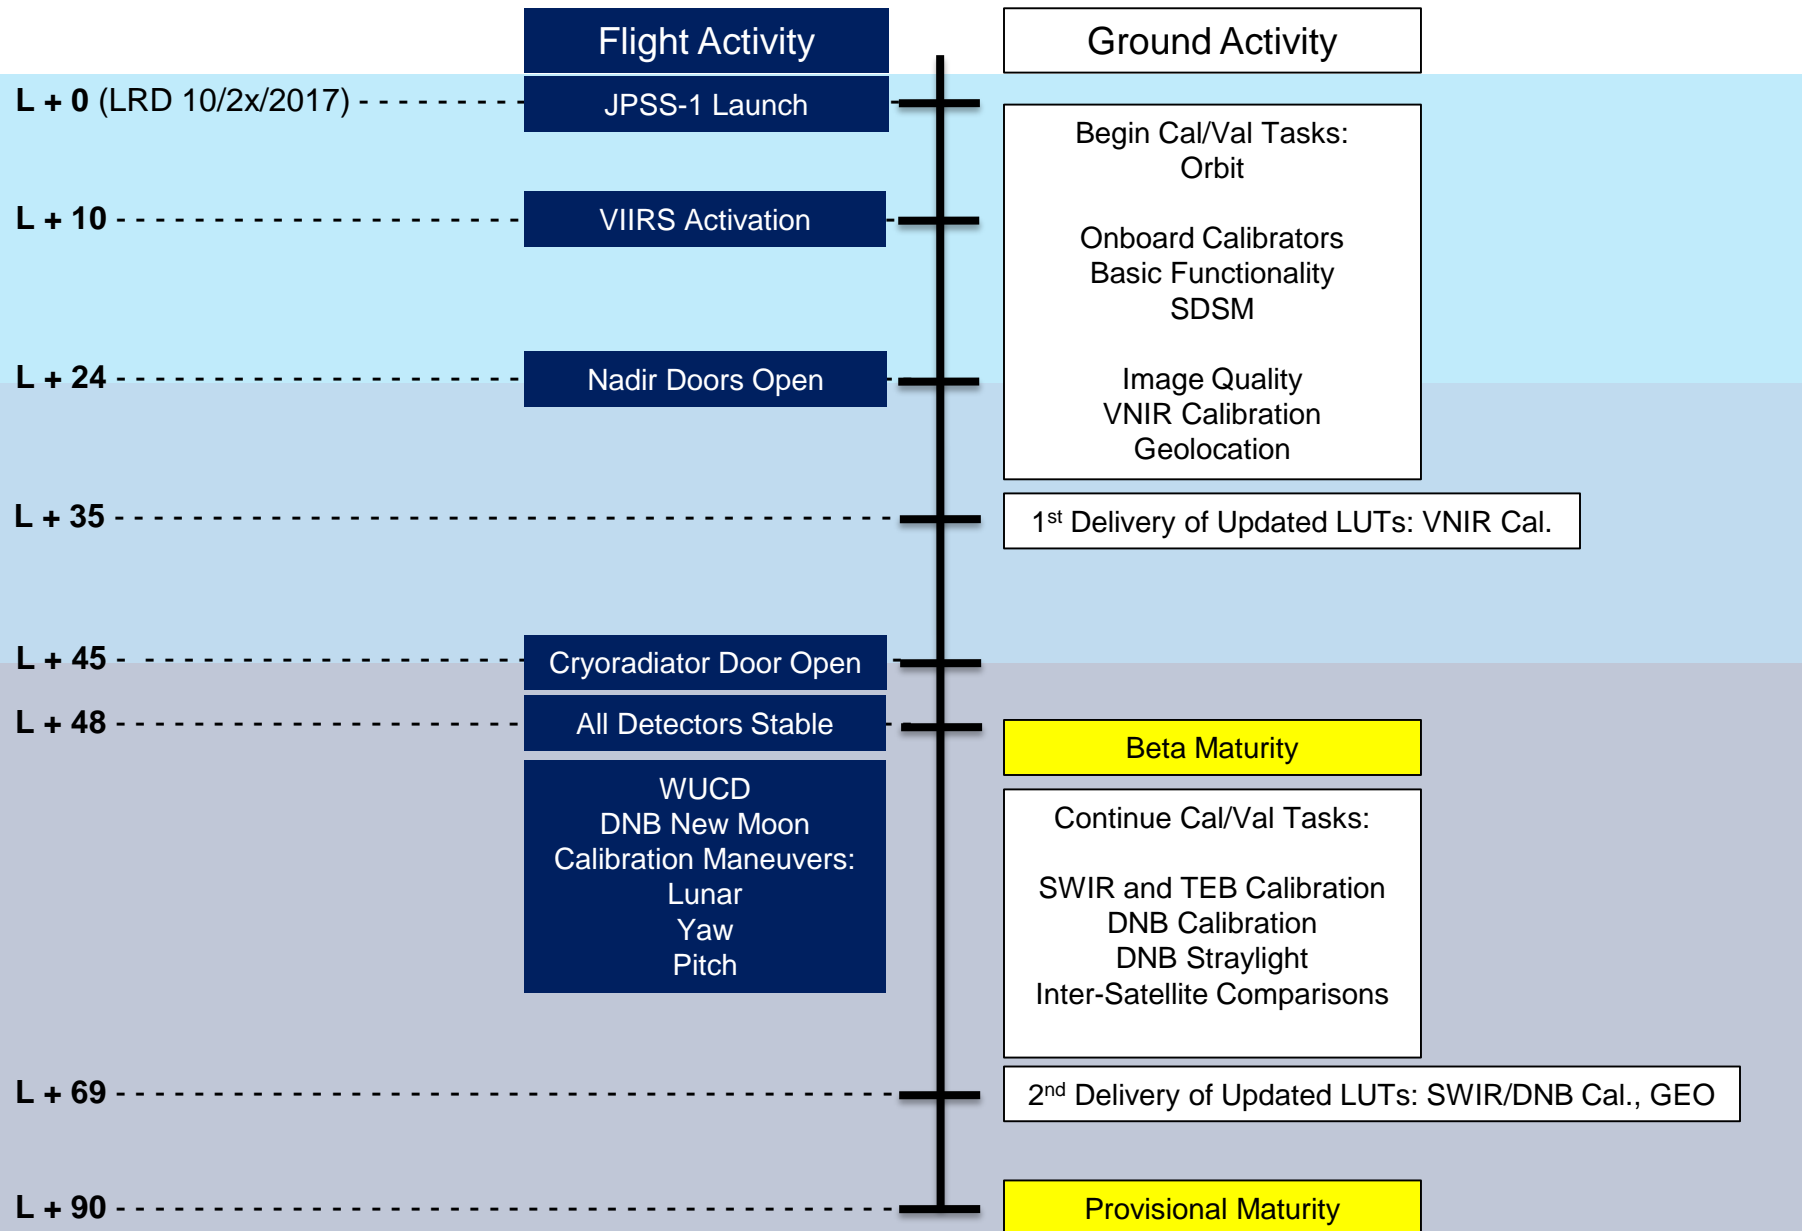 Flight Activity
Ground Activity
L + 0 (LRD 10/2x/2017)
JPSS-1 Launch
Begin Cal/Val Tasks:
Orbit
L + 10
VIIRS Activation
Onboard Calibrators
Basic Functionality
SDSM
L + 24
Nadir Doors Open
Image Quality
VNIR Calibration
Geolocation
L + 35
1st Delivery of Updated LUTs: VNIR Cal.
L + 45
Cryoradiator Door Open
L + 48
All Detectors Stable
Beta Maturity
WUCD
DNB New Moon
Calibration Maneuvers:
Lunar
Yaw
Pitch
Continue Cal/Val Tasks:
SWIR and TEB Calibration
DNB Calibration
DNB Straylight
Inter-Satellite Comparisons
L + 69
2nd Delivery of Updated LUTs: SWIR/DNB Cal., GEO
L + 90
Provisional Maturity